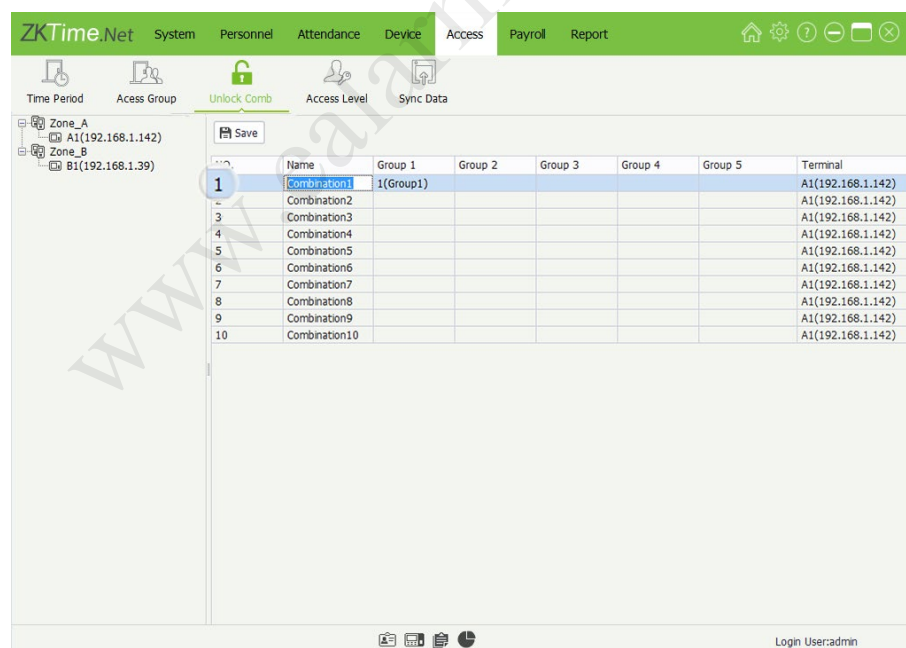 ZKTime.Net System Personnel Attendance Device Access Payroll Report
Time Period Acess Group Unlock Comb Access Level Sync Data
Zone_A
A1(192.168.1.142)
Zone_B
B1(192.168.1.39)
Save
NO. Name Group 1 Group 2 Group 3 Group 4 Group 5 Terminal
1 Combination1 1(Group1) A1(192.168.1.142)
2 Combination2 A1(192.168.1.142)
3 Combination3 A1(192.168.1.142)
4 Combination4 A1(192.168.1.142)
5 Combination5 A1(192.168.1.142)
6 Combination6 A1(192.168.1.142)
7 Combination7 A1(192.168.1.142)
8 Combination8 A1(192.168.1.142)
9 Combination9 A1(192.168.1.142)
10 Combination10 A1(192.168.1.142)
Login User:admin